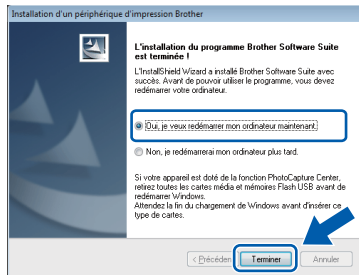 Installation d'un périphérique d'impression Brother
L'installation du programme Brother Software Suite
est terminée !
L'InstallShield Wizard a installé Brother Software Suite avec
succès. Avant de pouvoir utiliser le programme, vous devez
redémarrer votre ordinateur.
Oui, je veux redémarrer mon ordinateur maintenant.
Non, je redémarrerai mon ordinateur plus tard.
Si votre appareil est doté de la fonction PhotoCapture Center,
retirez toutes les cartes média et mémoires Flash USB avant de
redémarrer Windows.
Attendez la fin du chargement de Windows avant d'insérer ce
type de cartes.
< Précéden
Terminer
Annuler